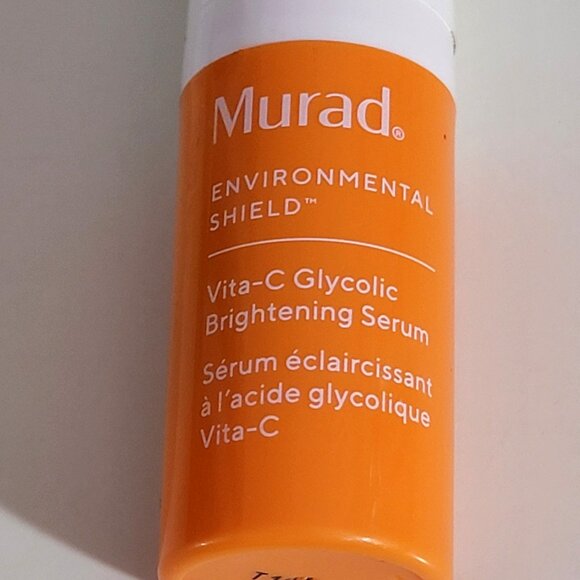 Murad®
ENVIRONMENTAL
SHIELD™
Vita-C Glycolic
Brightening Serum
Sérum éclaircissant
à l'acide glycolique
Vita-C